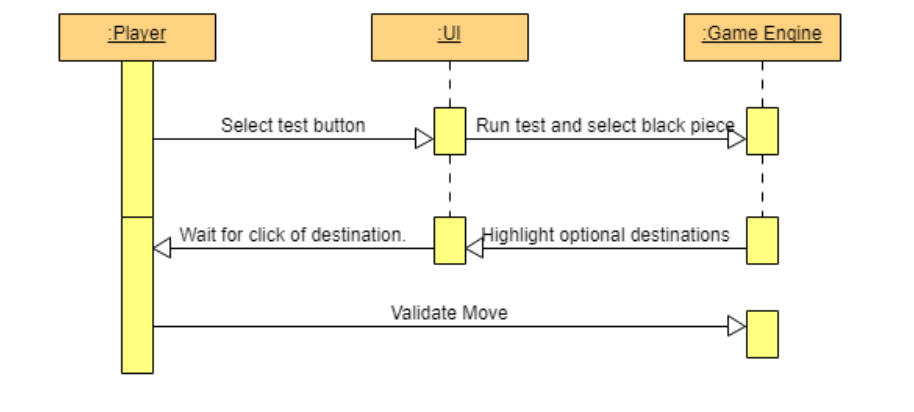 :Player
:UI
:Game Engine
Select test button
Run test and select black piece
Wait for click of destination.
Highlight optional destinations
Validate Move